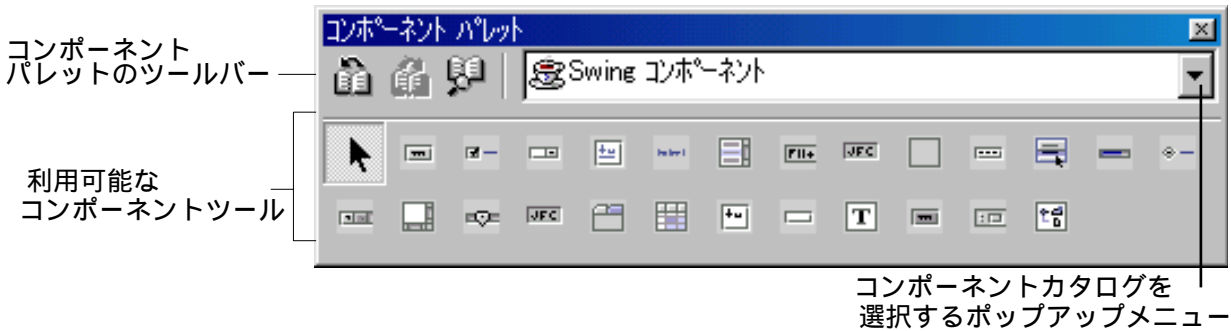 コンポーネント パレット
コンポーネント
パレットのツールバー
Swing コンポーネント
利用可能な
コンポーネントツール
JFC
JFC
T
コンポーネントカタログを
選択するポップアップメニュー